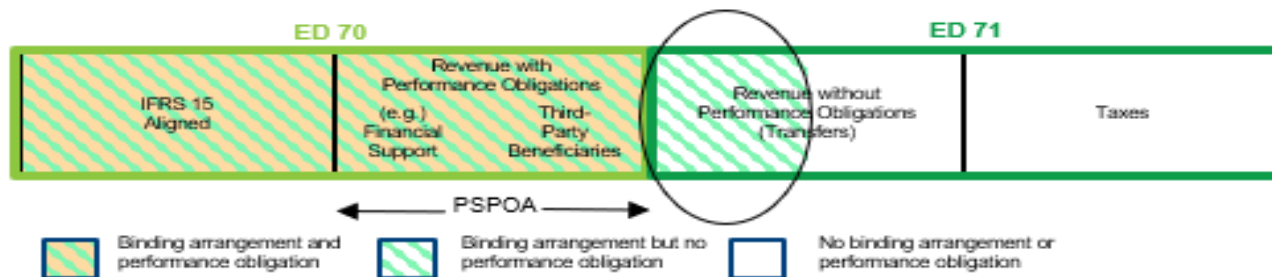 ED 70
ED 71
IFRS 15
Aligned
Revenue with
Performance Obligations
(e.g.)
Financial
Support
Third-
Party
Beneficiaries
Revenue without
Performance Obligations
(Transfers)
Taxes
PSPOA
Binding arrangement and
performance obligation
Binding arrangement but no
performance obligation
No binding arrangement or
performance obligation